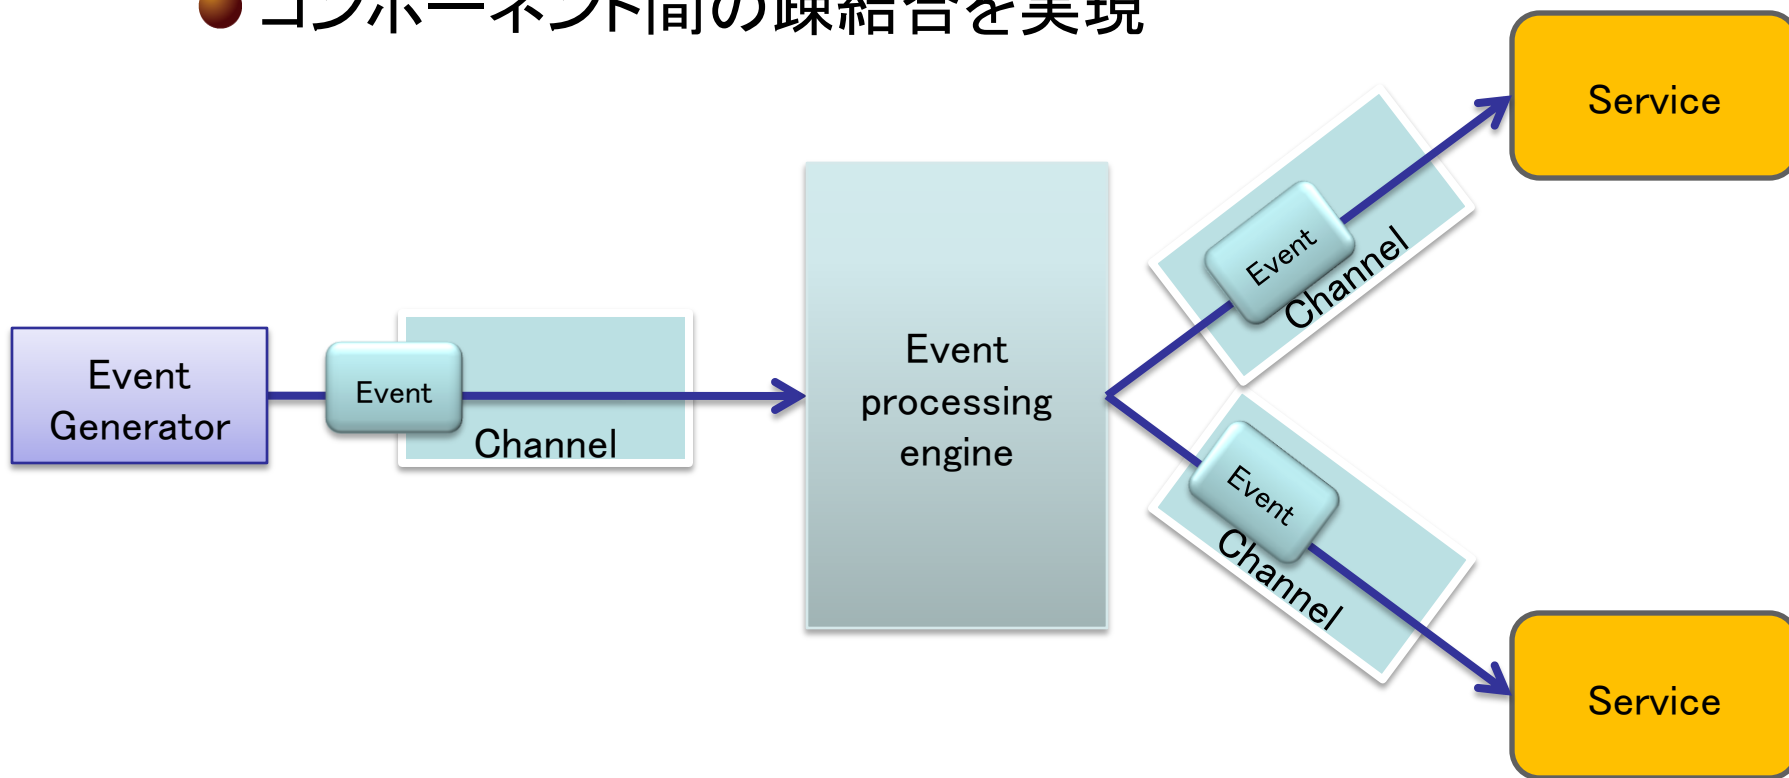 コンポーネント間の疎結合を実現
Service
Event
Channel
Event
Generator
Event
Channel
Event
processing
engine
Event
Channel
Service